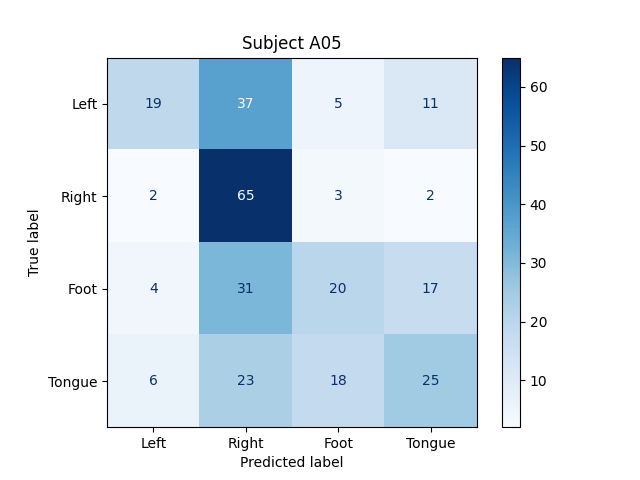 Subject A05
True label
Left 19 37 5 11
Right 2 65 3 2
Foot 4 31 20 17
Tongue 6 23 18 25
Left Right Foot Tongue
Predicted label
60
50
40
30
20
10